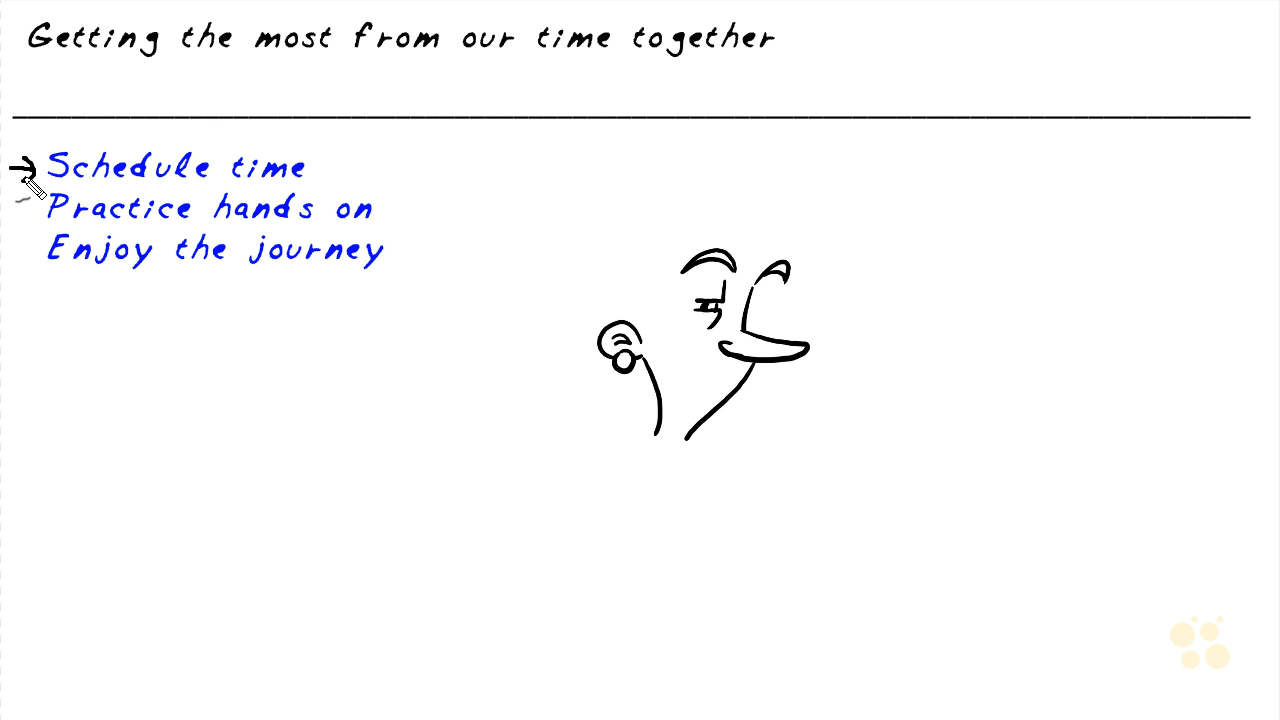 Getting the most from our time together
Schedule time
Practice hands on
Enjoy the journey